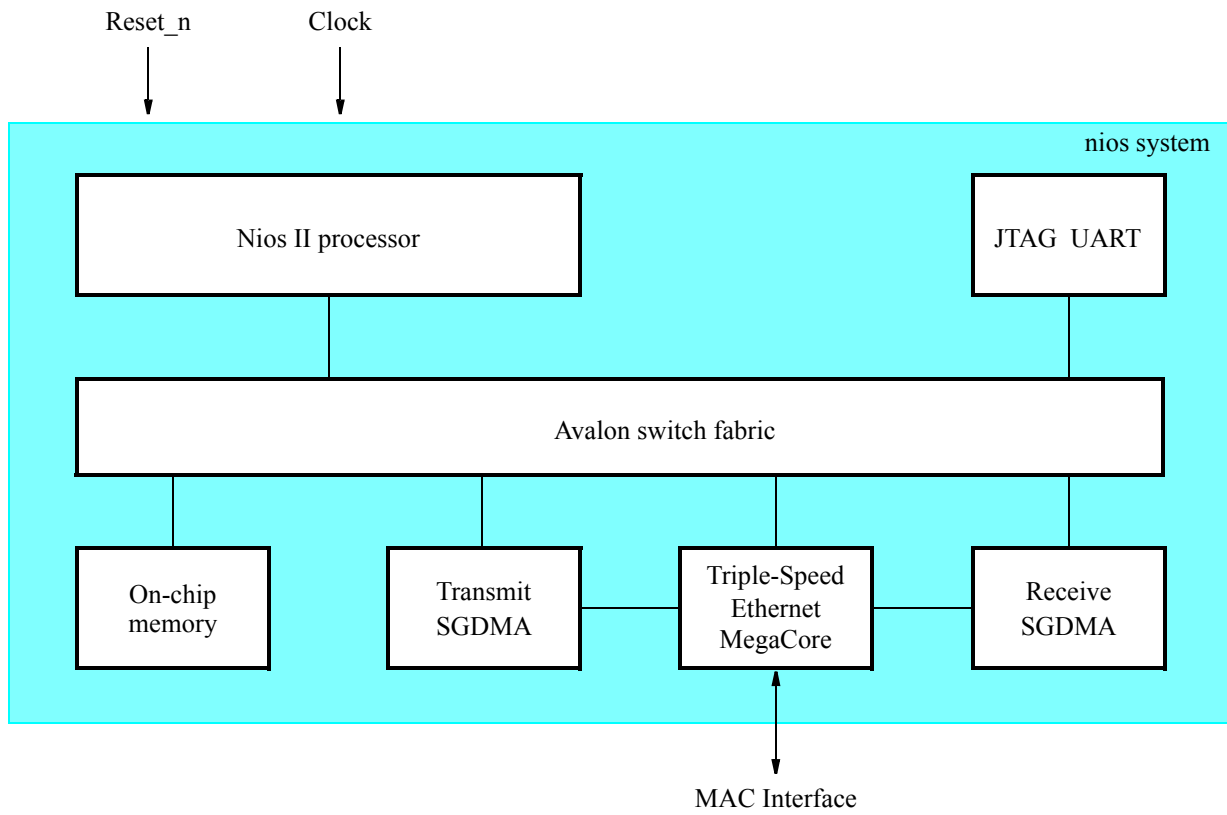 Reset_n
Clock
nios system
Nios II processor
JTAG UART
Avalon switch fabric
On-chip
memory
Transmit
SGDMA
Triple-Speed
Ethernet
MegaCore
Receive
SGDMA
MAC Interface